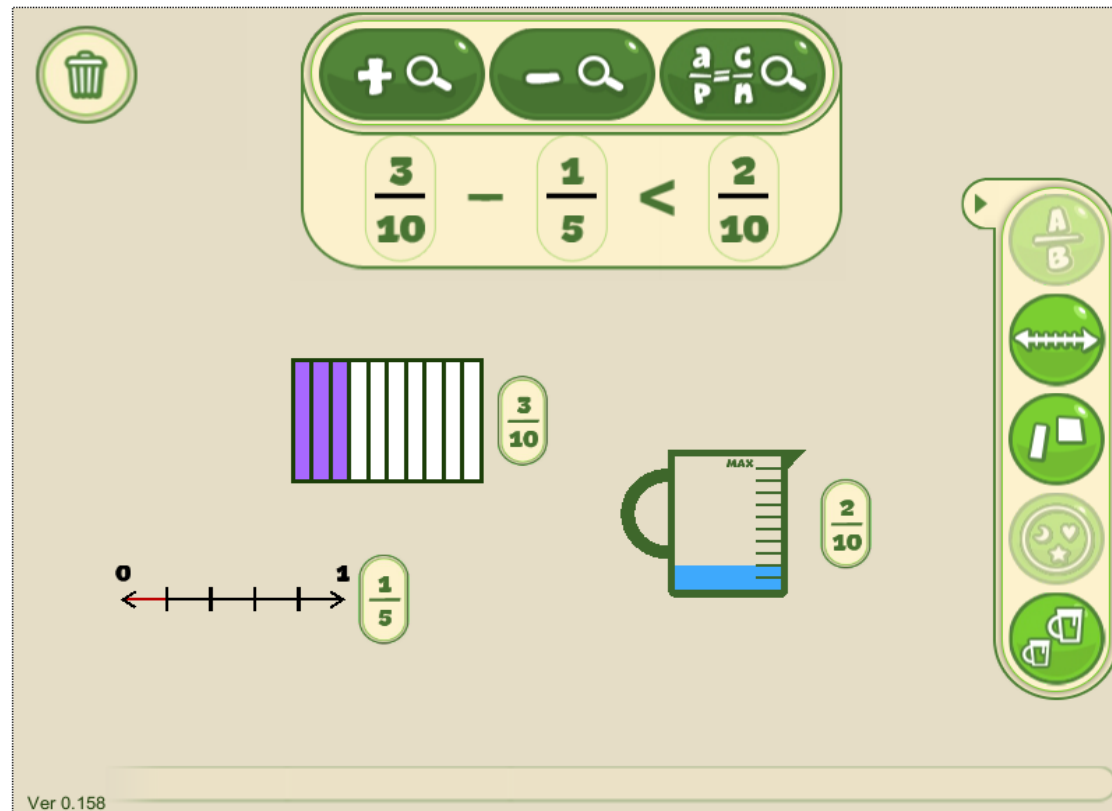 + - a/p = c/n
3/10 - 1/5 < 2/10
A/B
3/10
MAX
2/10
0 1
1/5
Ver 0.158